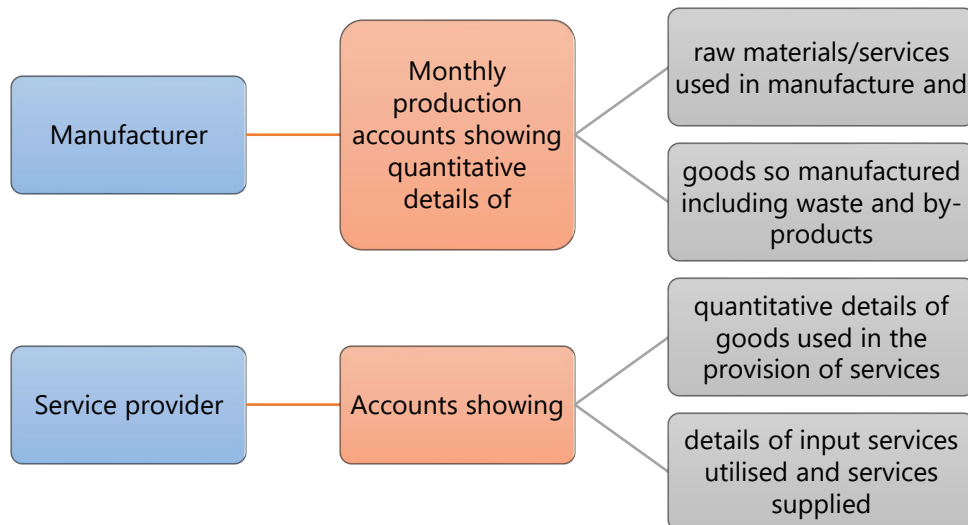 Manufacturer
Monthly
production
accounts showing
quantitative
details of
raw materials/services
used in manufacture and
goods so manufactured
including waste and by-
products
Service provider
Accounts showing
quantitative details of
goods used in the
provision of services
details of input services
utilised and services
supplied